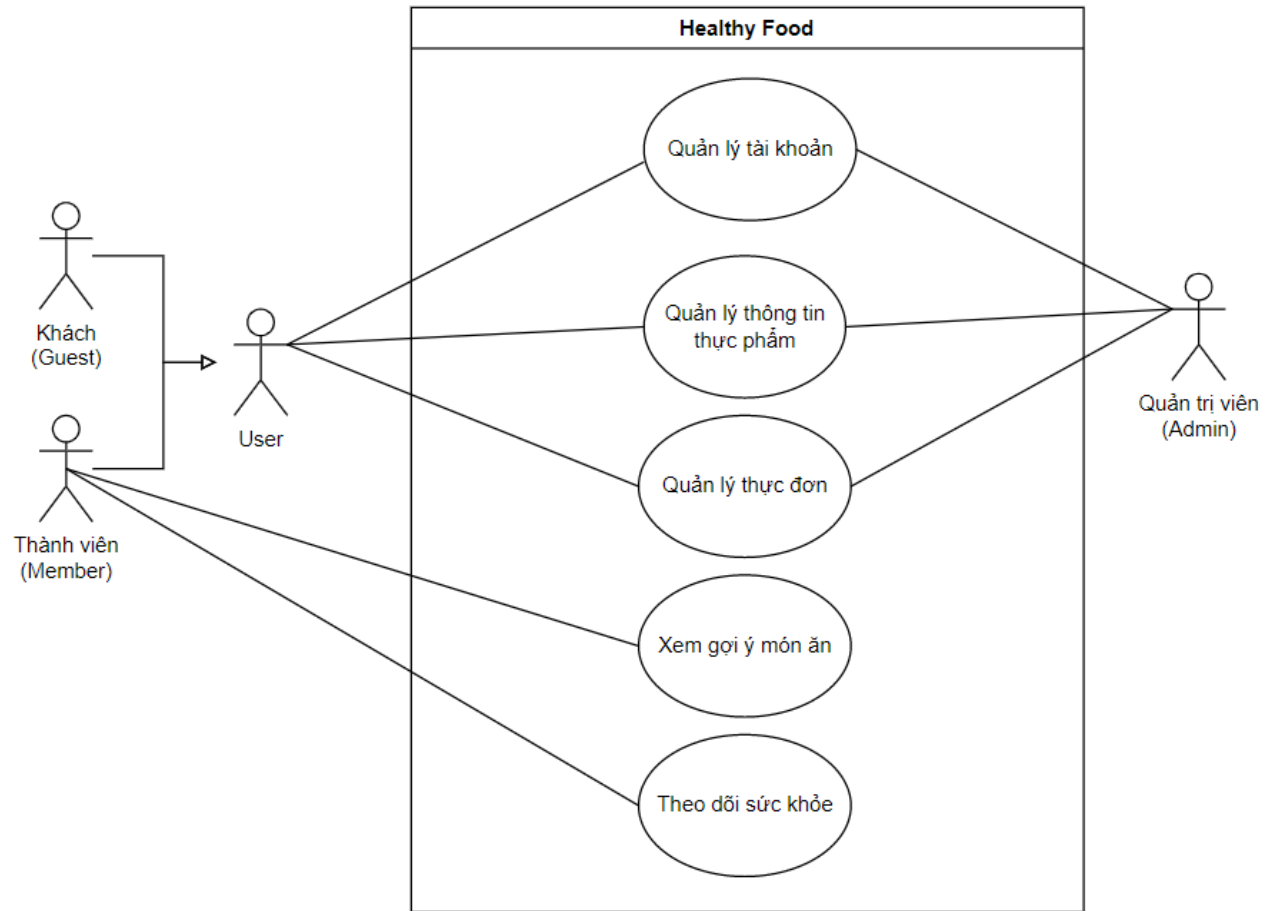 Healthy Food
Quản lý tài khoản
Khách
(Guest)
Quản lý thông tin
thực phẩm
Quản trị viên
(Admin)
User
Quản lý thực đơn
Thành viên
(Member)
Xem gợi ý món ăn
Theo dõi sức khỏe